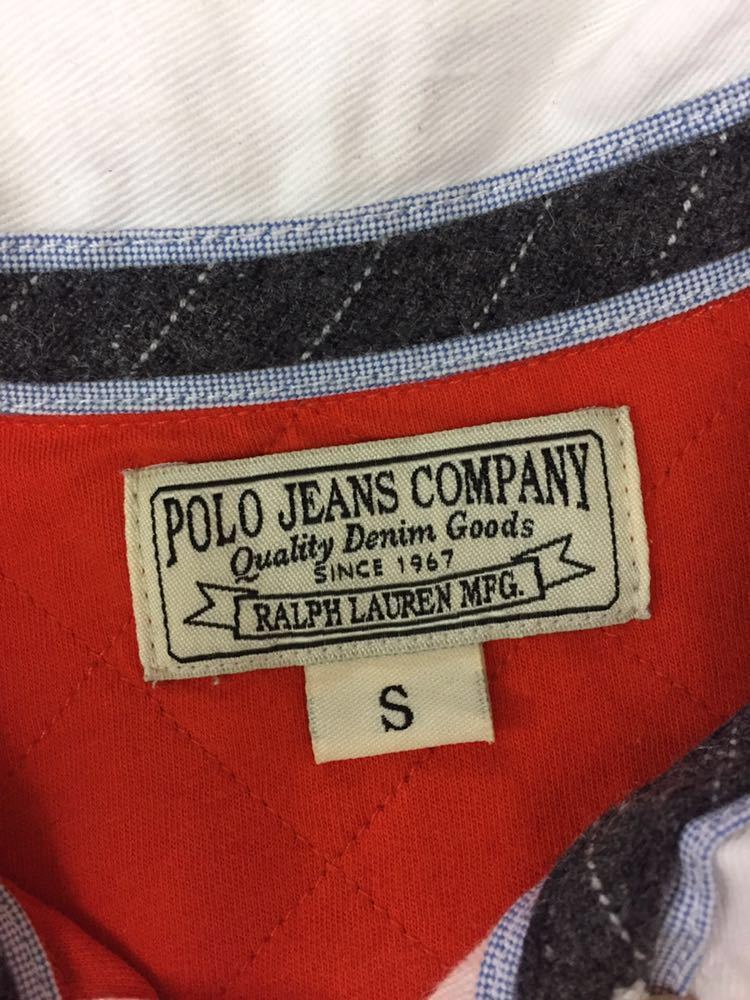 POLO JEANS COMPANY
Quality Denim Goods
SINCE 1967
RALPH LAUREN MFG.
S